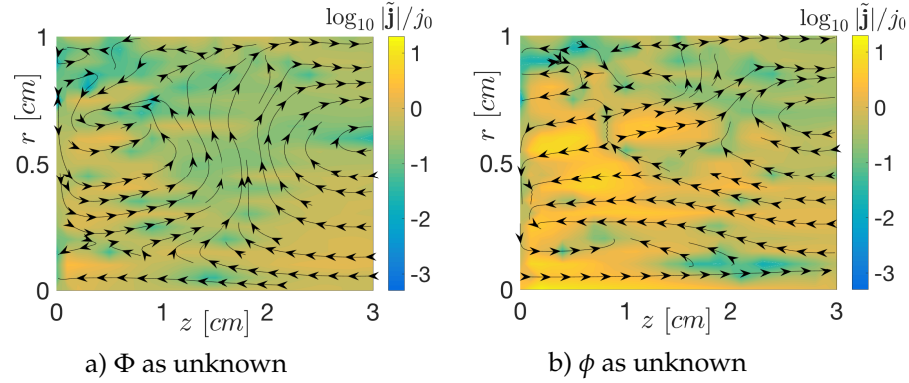 log₁₀ |j̃|/j₀
log₁₀ |j̃|/j₀
1
0.5
0
r [cm]
0 1 2 3
z [cm]
1
0
-1
-2
-3
1
0.5
0
r [cm]
0 1 2 3
z [cm]
1
0
-1
-2
-3
a) Φ as unknown
b) ϕ as unknown